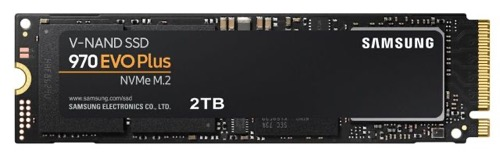 V-NAND SSD
970 EVO Plus
NVMe M.2
SAMSUNG
www.samsung.com/ssd
SAMSUNG ELECTRONICS CO., LTD.
2TB